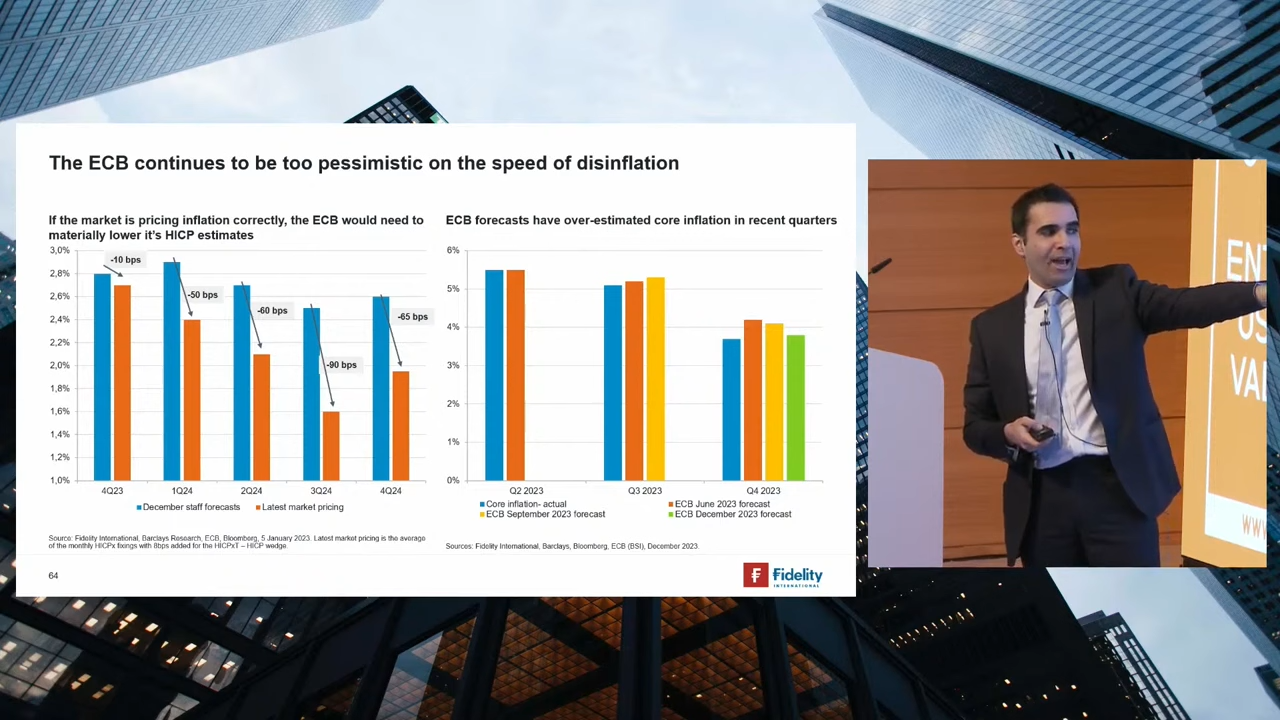 The ECB continues to be too pessimistic on the speed of disinflation
If the market is pricing inflation correctly, the ECB would need to
materially lower it's HICP estimates
3,0%
2,8%
2,6%
2,4%
2,2%
2,0%
1,8%
1,6%
1,4%
1,2%
1,0%
-10 bps
-50 bps
-60 bps
-90 bps
-65 bps
4Q23 1Q24 2Q24 3Q24 4Q24
December staff forecasts Latest market pricing
Source: Fidelity International, Barclays Research, ECB, Bloomberg, 5 January 2023. Latest market pricing is the average
of the monthly HICPx fixings with 8bps added for the HICPxT – HICP wedge.
ECB forecasts have over-estimated core inflation in recent quarters
6%
5%
4%
3%
2%
1%
0%
Q2 2023 Q3 2023 Q4 2023
Core inflation- actual ECB June 2023 forecast
ECB September 2023 forecast ECB December 2023 forecast
Sources: Fidelity International, Barclays, Bloomberg, ECB (BSI), December 2023.
64
Fidelity
INTERNATIONAL
EN
US
VAL
WWW